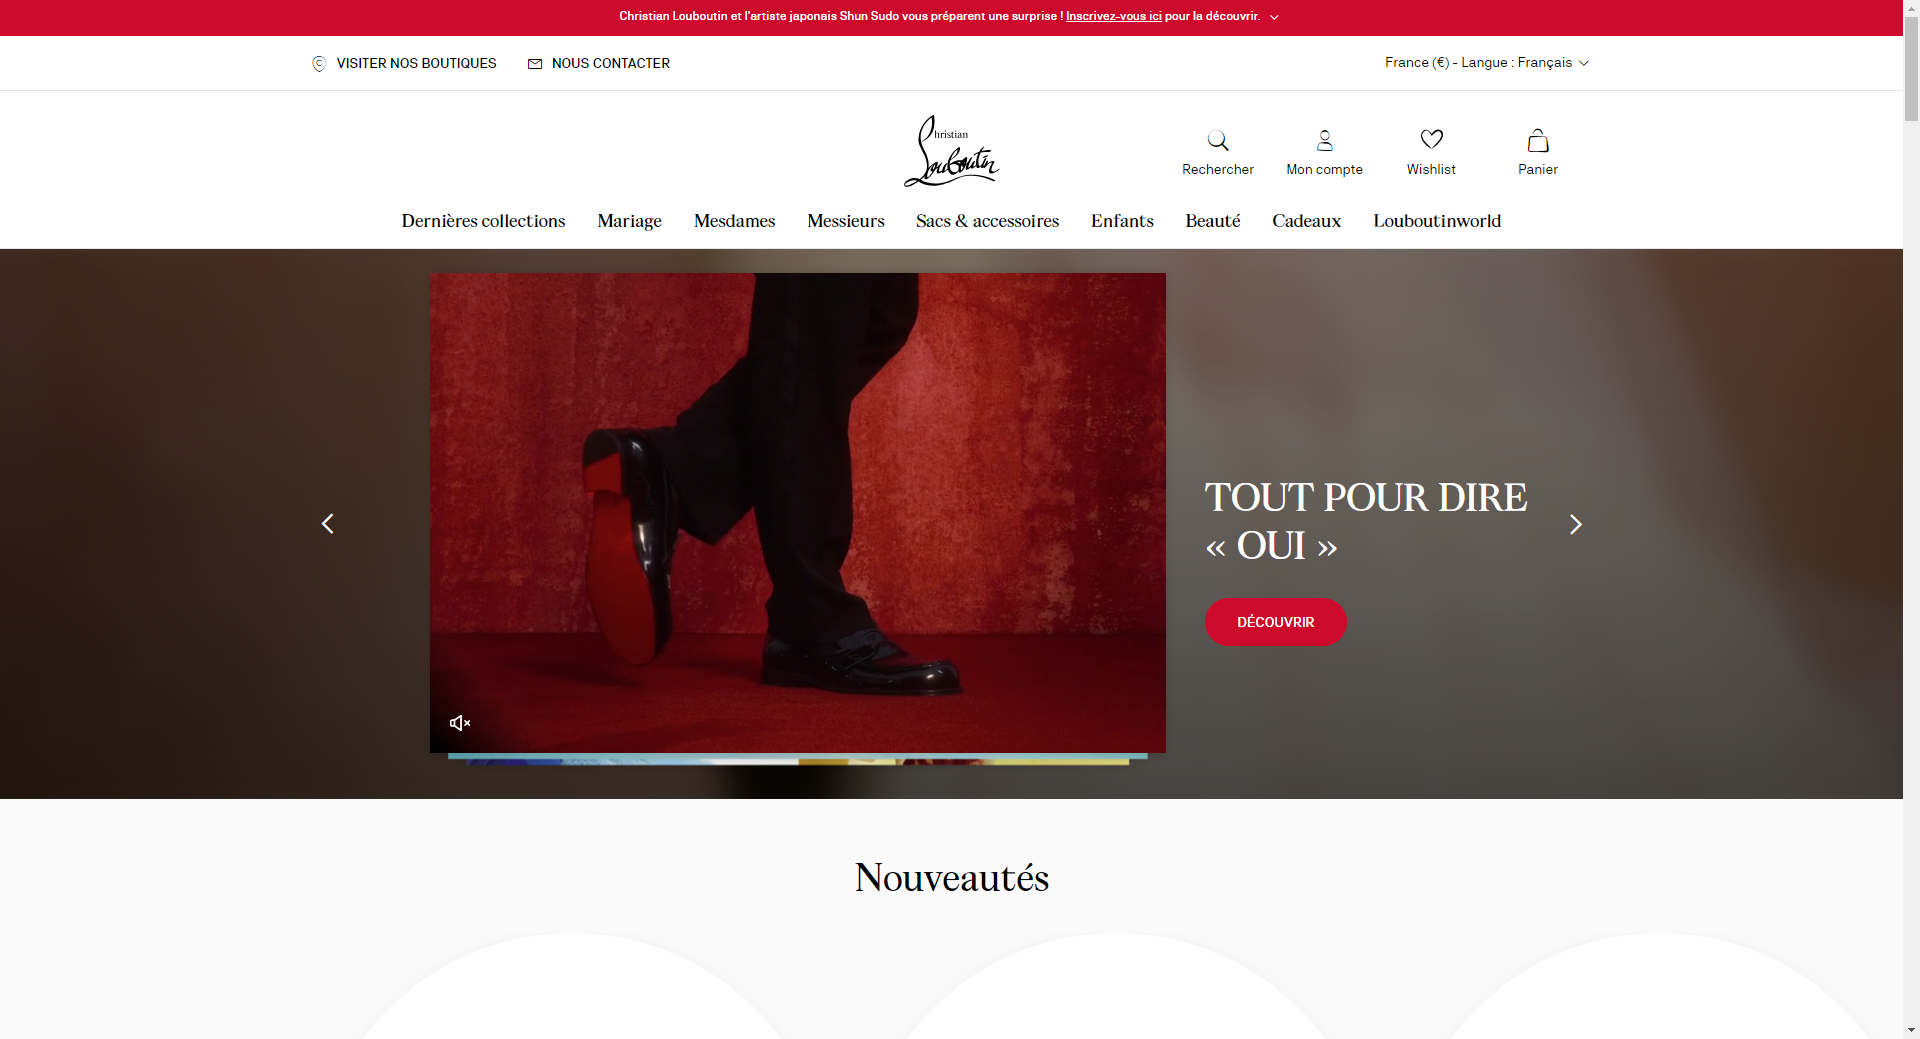 Christian Louboutin et l'artiste japonais Shun Sudo vous préparent une surprise ! Inscrivez-vous ici pour la découvrir.
VISITER NOS BOUTIQUES
NOUS CONTACTER
France (€) - Langue : Français
Christian
Louboutin
Rechercher
Mon compte
Wishlist
Panier
Dernières collections
Mariage
Mesdames
Messieurs
Sacs & accessoires
Enfants
Beauté
Cadeaux
Louboutinworld
TOUT POUR DIRE
« OUI »
DÉCOUVRIR
Nouveautés